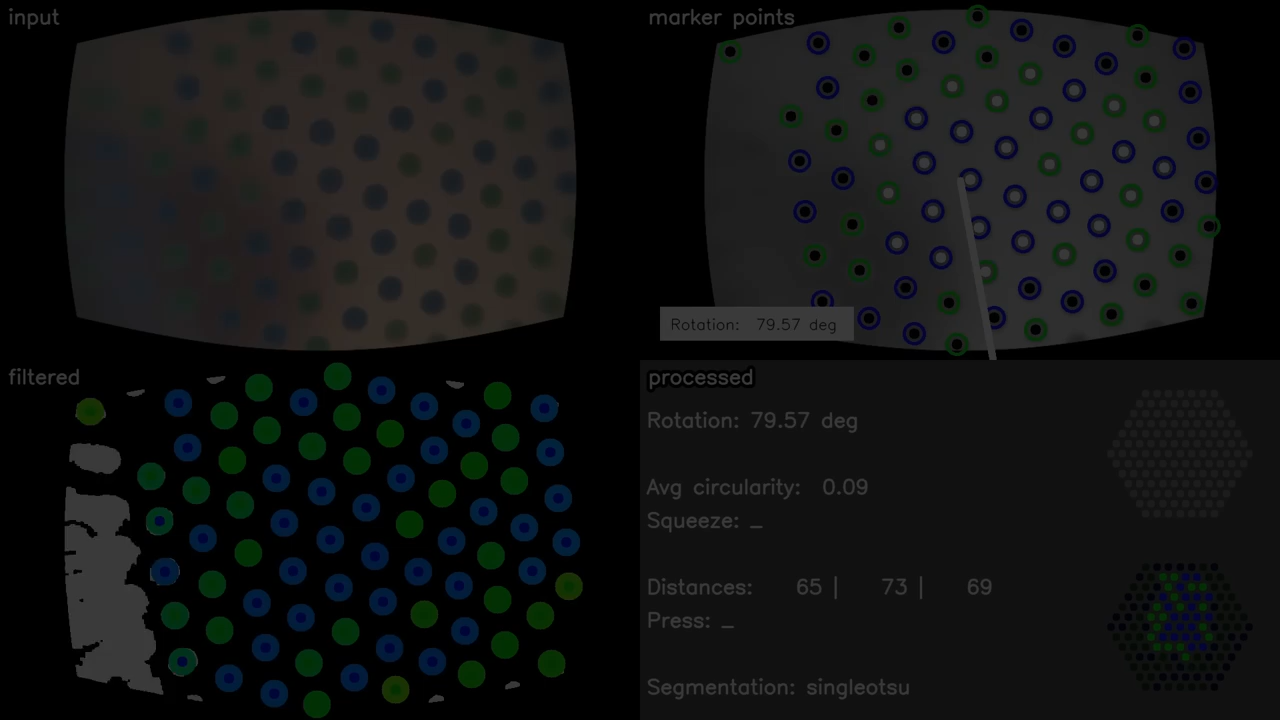 input
marker points
Rotation: 79.57 deg
filtered
processed
Rotation: 79.57 deg
Avg circularity: 0.09
Squeeze: _
Distances: 65 | 73 | 69
Press: _
Segmentation: singleotsu